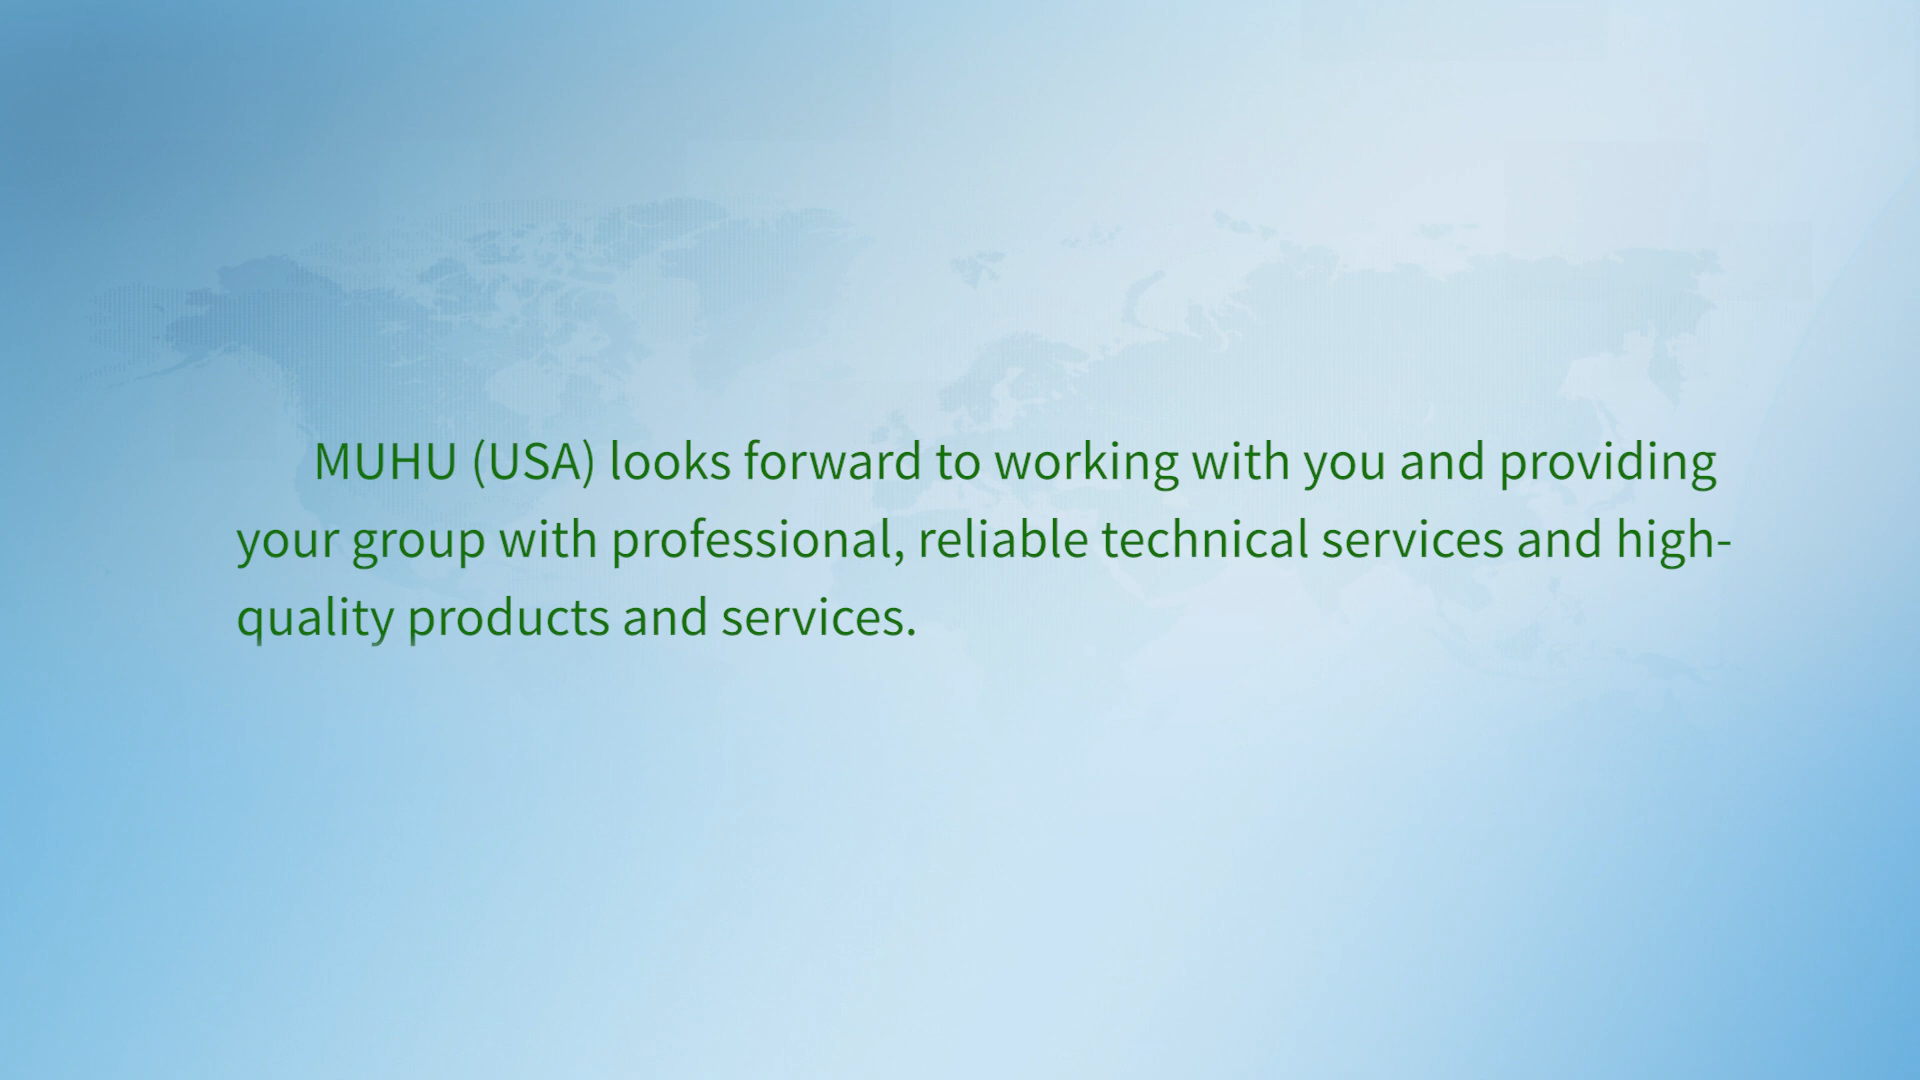 MUHU (USA) looks forward to working with you and providing
your group with professional, reliable technical services and high-
quality products and services.